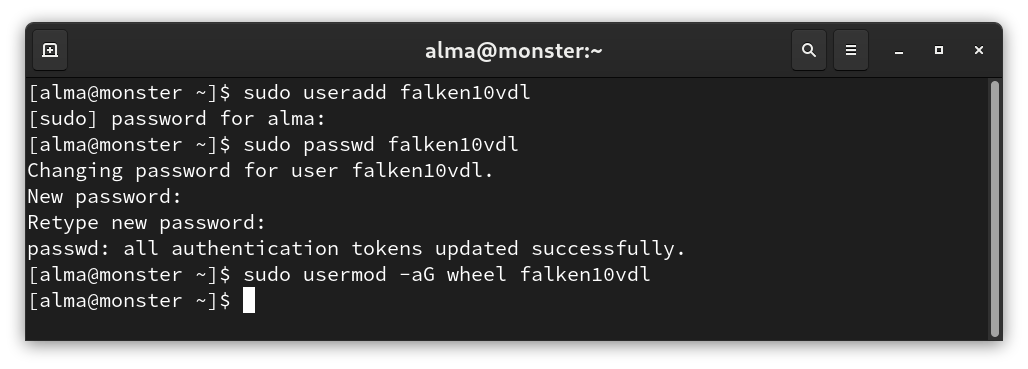 alma@monster:~
[alma@monster ~]$ sudo useradd falken10vdl
[sudo] password for alma:
[alma@monster ~]$ sudo passwd falken10vdl
Changing password for user falken10vdl.
New password:
Retype new password:
passwd: all authentication tokens updated successfully.
[alma@monster ~]$ sudo usermod -aG wheel falken10vdl
[alma@monster ~]$